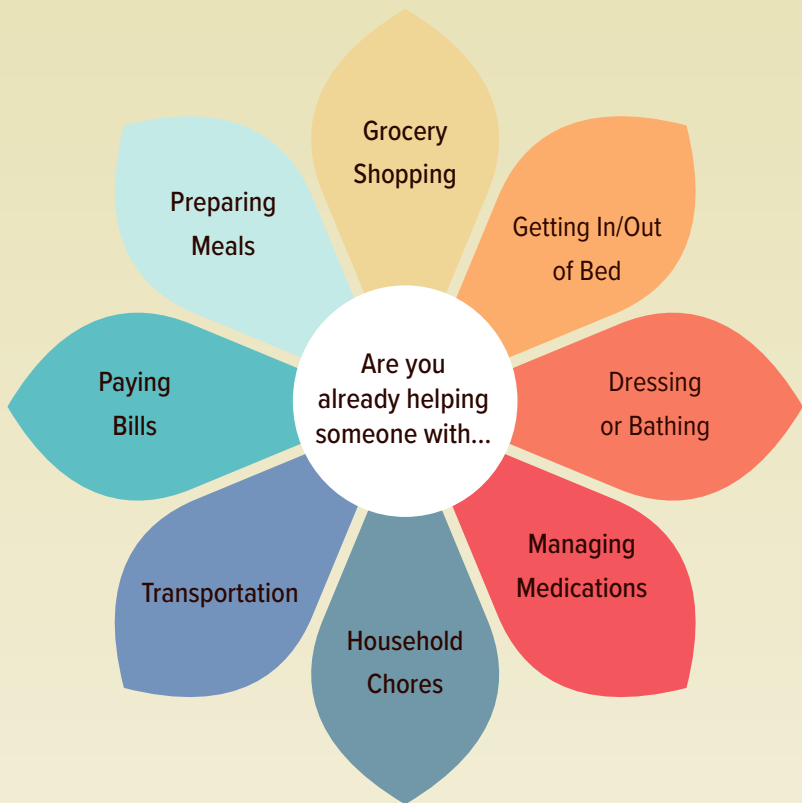 Are you
already helping
someone with...
Grocery
Shopping
Getting In/Out
of Bed
Dressing
or Bathing
Managing
Medications
Household
Chores
Transportation
Paying
Bills
Preparing
Meals